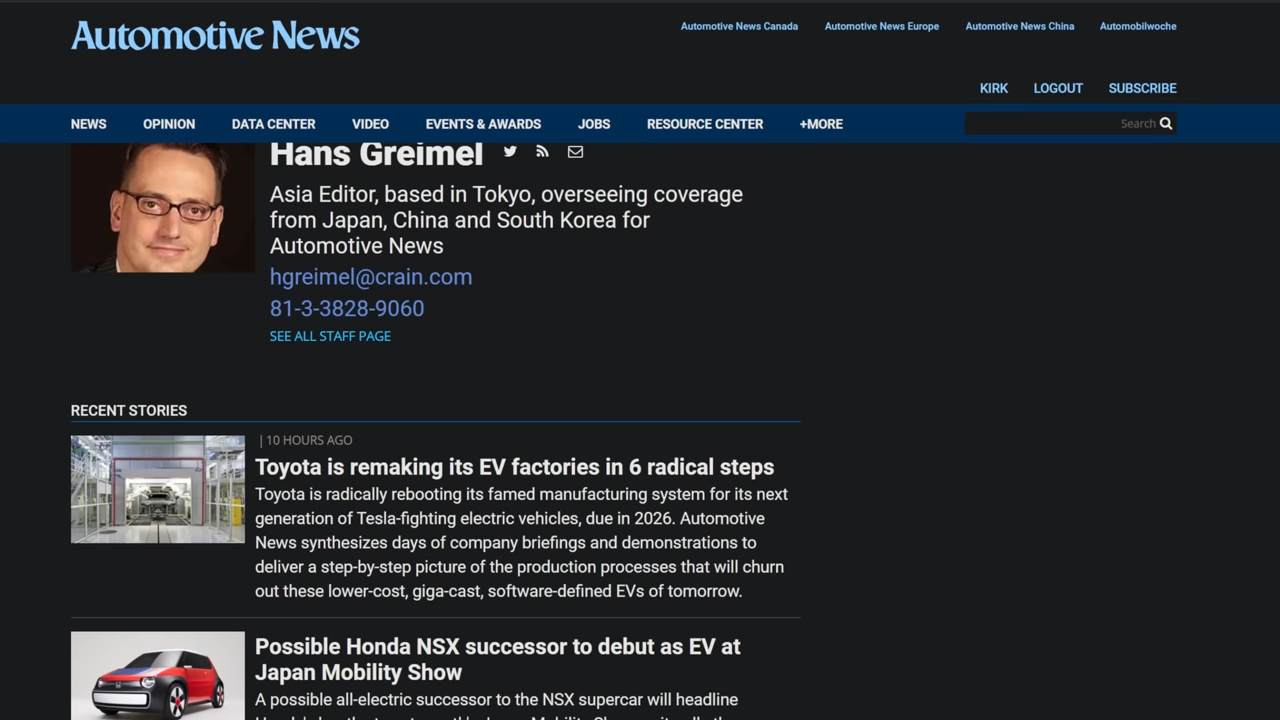 Automotive News
Automotive News Canada
Automotive News Europe
Automotive News China
Automobilwoche
KIRK
LOGOUT
SUBSCRIBE
NEWS
OPINION
DATA CENTER
VIDEO
EVENTS & AWARDS
JOBS
RESOURCE CENTER
+MORE
Search
Hans Greimel
Asia Editor, based in Tokyo, overseeing coverage
from Japan, China and South Korea for
Automotive News
hgreimel@crain.com
81-3-3828-9060
SEE ALL STAFF PAGE
RECENT STORIES
| 10 HOURS AGO
Toyota is remaking its EV factories in 6 radical steps
Toyota is radically rebooting its famed manufacturing system for its next
generation of Tesla-fighting electric vehicles, due in 2026. Automotive
News synthesizes days of company briefings and demonstrations to
deliver a step-by-step picture of the production processes that will churn
out these lower-cost, giga-cast, software-defined EVs of tomorrow.
Possible Honda NSX successor to debut as EV at
Japan Mobility Show
A possible all-electric successor to the NSX supercar will headline